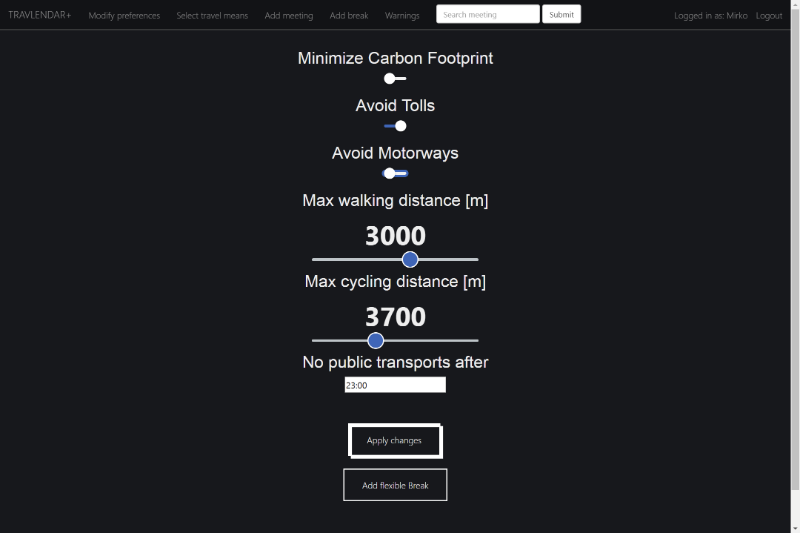 TRAVLENDAR+ Modify preferences Select travel means Add meeting Add break Warnings Search meeting Submit Logged in as: Mirko Logout
Minimize Carbon Footprint
Avoid Tolls
Avoid Motorways
Max walking distance [m]
3000
Max cycling distance [m]
3700
No public transports after
23:00
Apply changes
Add flexible Break